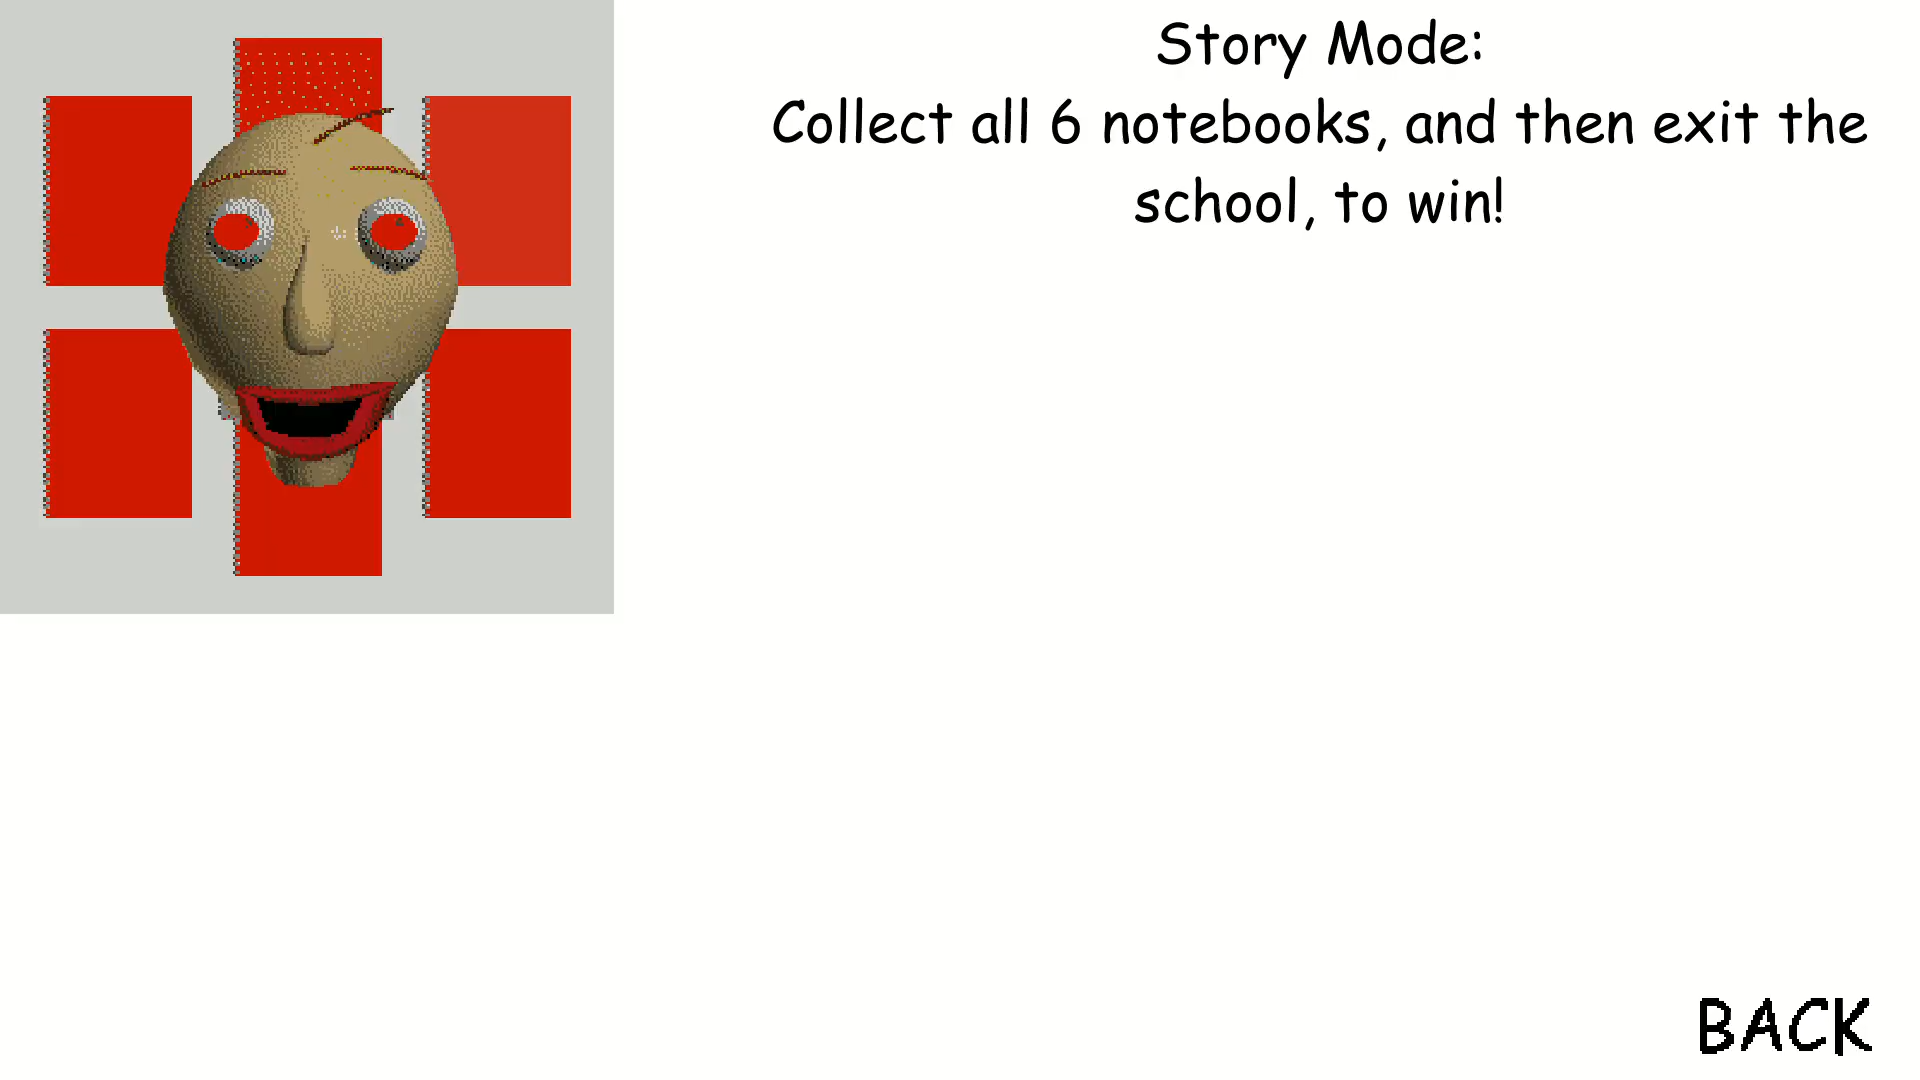 Story Mode:
Collect all 6 notebooks, and then exit the
school, to win!
BACK